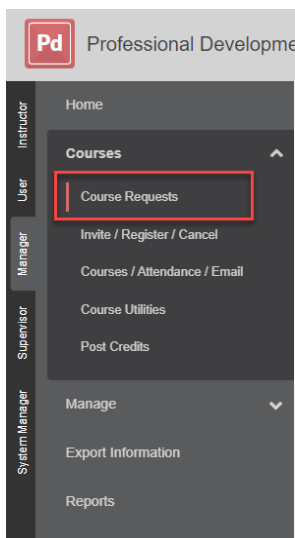 Pd Professional Developme
Instructor
User
Manager
Supervisor
System Manager
Home
Courses
Course Requests
Invite / Register / Cancel
Courses / Attendance / Email
Course Utilities
Post Credits
Manage
Export Information
Reports